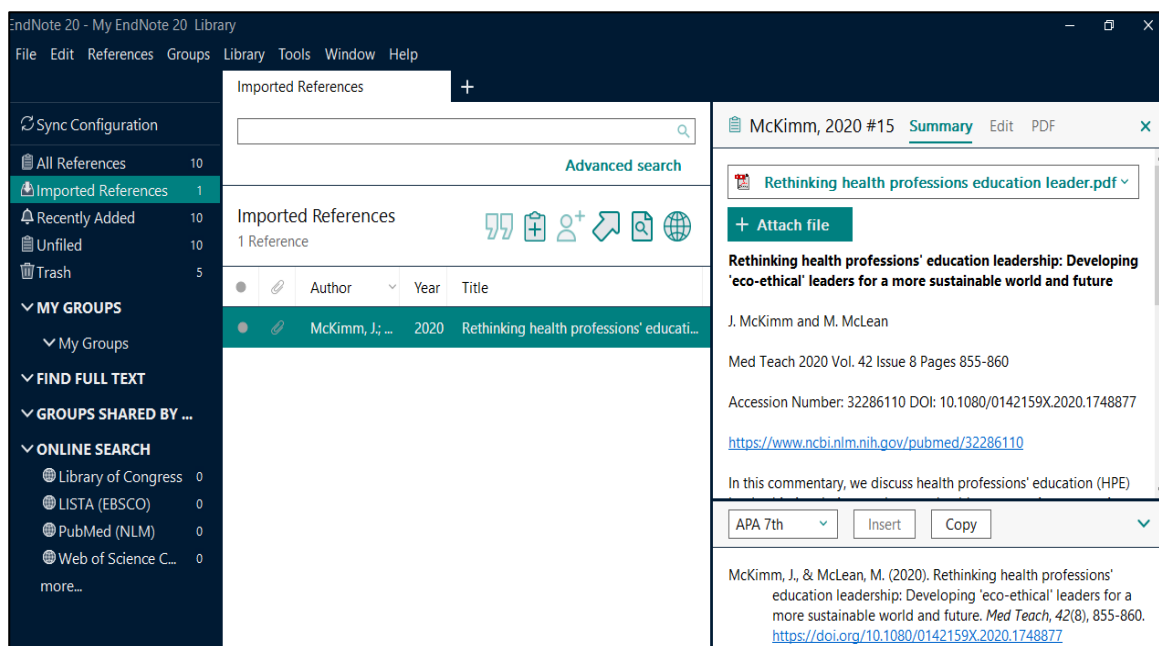 EndNote 20 - My EndNote 20 Library
File Edit References Groups Library Tools Window Help
Imported References
Sync Configuration
All References 10
Imported References 1
Recently Added 10
Unfiled 10
Trash 5
MY GROUPS
My Groups
FIND FULL TEXT
GROUPS SHARED BY ...
ONLINE SEARCH
Library of Congress 0
LISTA (EBSCO) 0
PubMed (NLM) 0
Web of Science C... 0
more...
Advanced search
Imported References
1 Reference
Author Year Title
McKimm, J.; ... 2020 Rethinking health professions' educati...
McKimm, 2020 #15 Summary Edit PDF
Rethinking health professions education leader.pdf
+ Attach file
Rethinking health professions' education leadership: Developing
'eco-ethical' leaders for a more sustainable world and future
J. McKimm and M. McLean
Med Teach 2020 Vol. 42 Issue 8 Pages 855-860
Accession Number: 32286110 DOI: 10.1080/0142159X.2020.1748877
https://www.ncbi.nlm.nih.gov/pubmed/32286110
In this commentary, we discuss health professions' education (HPE)
APA 7th Insert Copy
McKimm, J., & McLean, M. (2020). Rethinking health professions'
education leadership: Developing 'eco-ethical' leaders for a
more sustainable world and future. Med Teach, 42(8), 855-860.
https://doi.org/10.1080/0142159X.2020.1748877